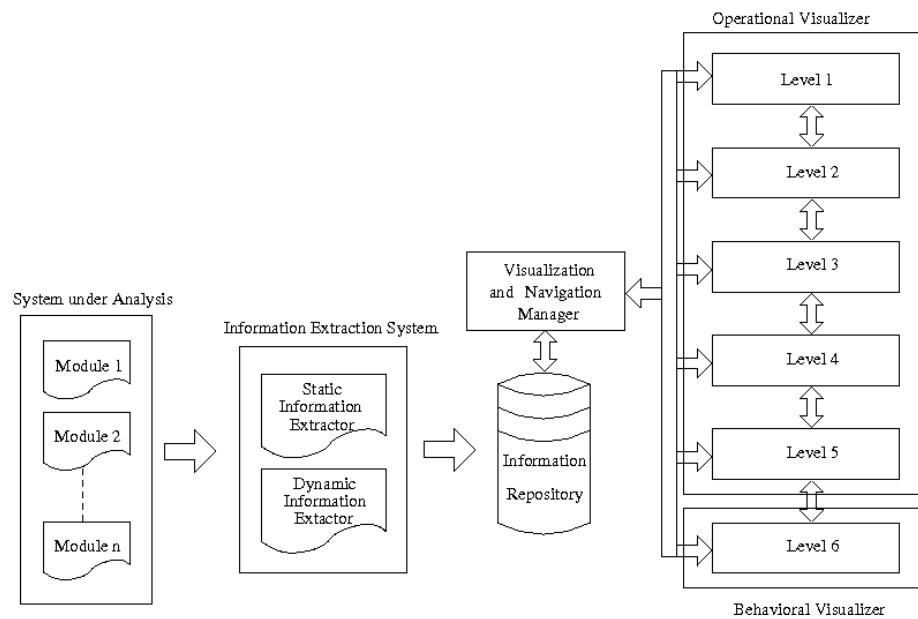 Operational Visualizer
Level 1
Level 2
Level 3
Level 4
Level 5
Level 6
Behavioral Visualizer
Visualization
and Navigation
Manager
System under Analysis
Module 1
Module 2
Module n
Information Extraction System
Static
Information
Extractor
Dynamic
Information
Extactor
Information
Repository